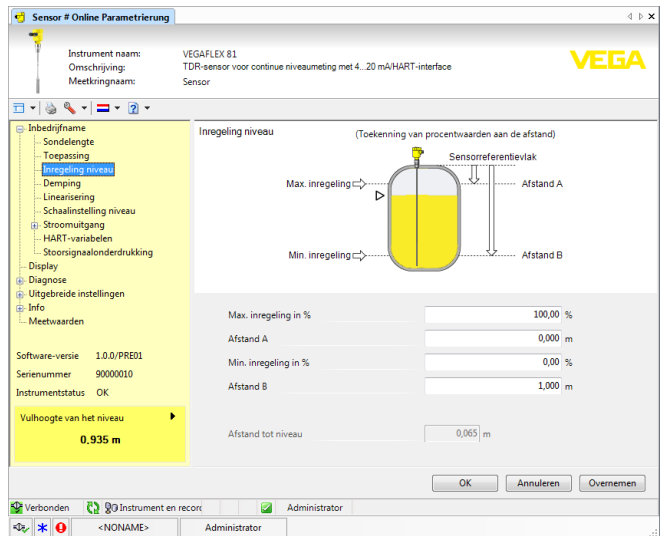 Sensor # Online Parametrierung
Instrument naam: VEGAFLEX 81
Omschrijving: TDR-sensor voor continue niveaumeting met 4...20 mA/HART-interface
Meetkringnaam: Sensor
VEGA
Inbedrijfname
Sondelengte
Toepassing
Inregeling niveau
Demping
Linearisering
Schaalinstelling niveau
Stroomuitgang
HART-variabelen
Stoorsignaalonderdrukking
Display
Diagnose
Uitgebreide instellingen
Info
Meetwaarden
Software-versie 1.0.0/PRE01
Serienummer 90000010
Instrumentstatus OK
Vulhoogte van het niveau
0,935 m
Inregeling niveau
(Toekenning van procentwaarden aan de afstand)
Sensorreferentievlak
Max. inregeling
Afstand A
Min. inregeling
Afstand B
Max. inregeling in % 100,00 %
Afstand A 0,000 m
Min. inregeling in % 0,00 %
Afstand B 1,000 m
Afstand tot niveau 0,065 m
OK Annuleren Overnemen
Verbonden Instrument en record Administrator
<NONAME> Administrator